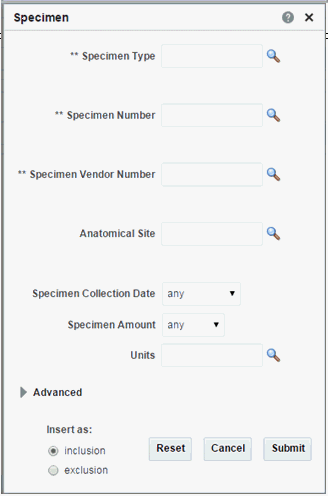 Specimen
** Specimen Type
** Specimen Number
** Specimen Vendor Number
Anatomical Site
Specimen Collection Date any
Specimen Amount any
Units
Advanced
Insert as:
inclusion
exclusion
Reset Cancel Submit